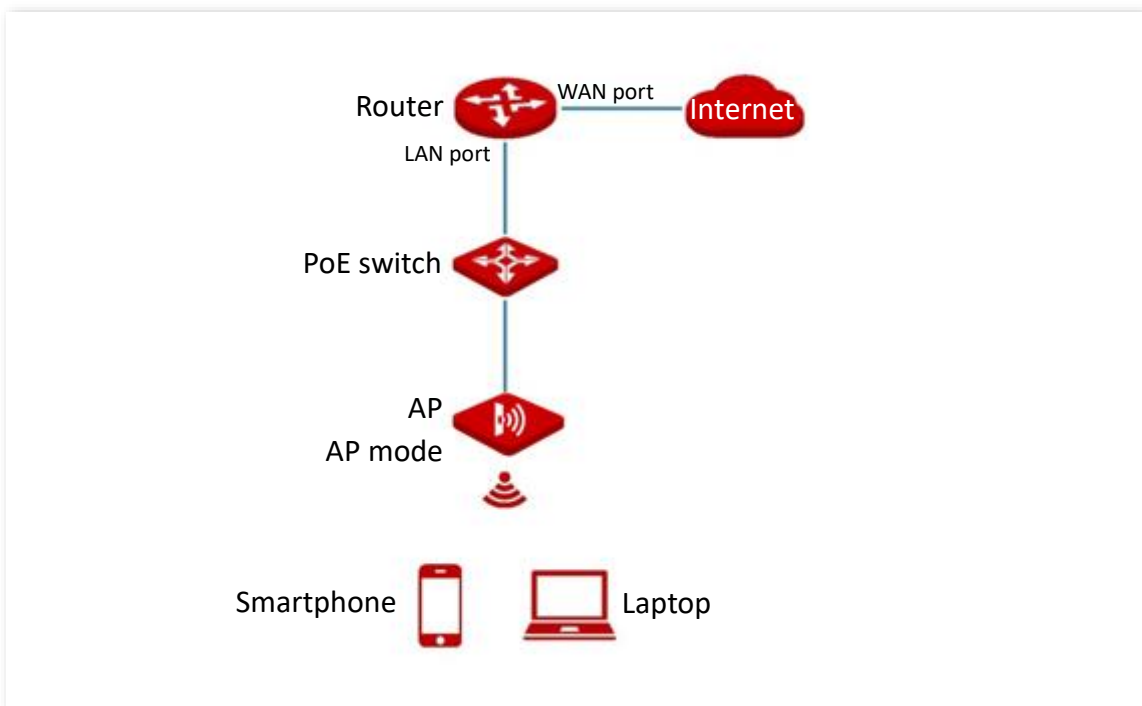 Router
WAN port
Internet
LAN port
PoE switch
AP
AP mode
Smartphone
Laptop